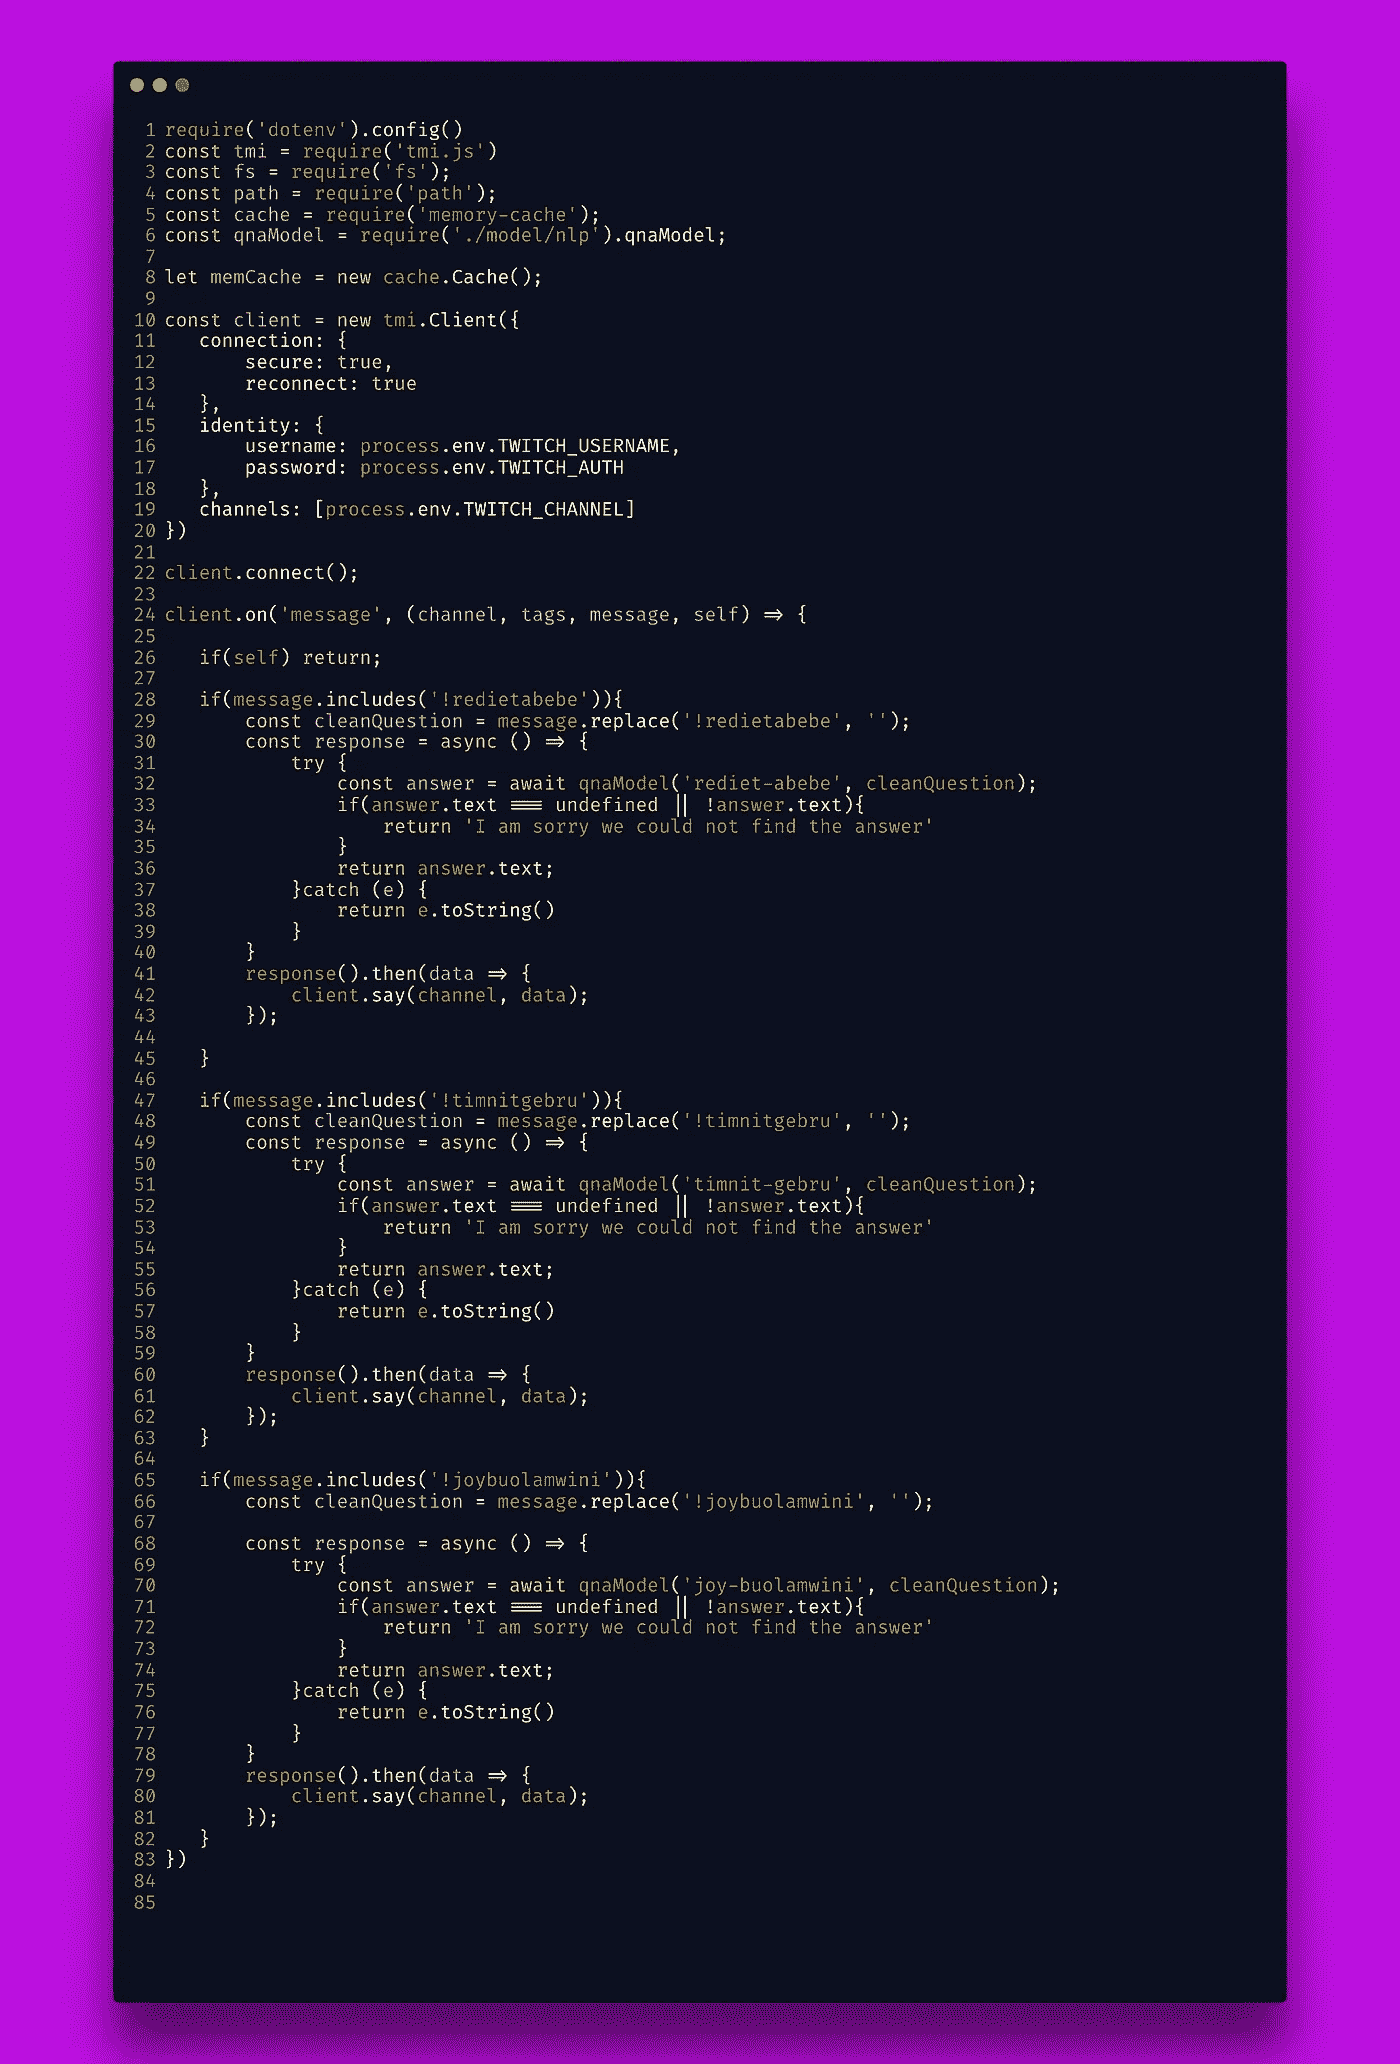 1 require('dotenv').config()
2 const tmi = require('tmi.js')
3 const fs = require('fs');
4 const path = require('path');
5 const cache = require('memory-cache');
6 const qnaModel = require('./model/nlp').qnaModel;
7
8 let memCache = new cache.Cache();
9
10 const client = new tmi.Client({
11    connection: {
12        secure: true,
13        reconnect: true
14    },
15    identity: {
16        username: process.env.TWITCH_USERNAME,
17        password: process.env.TWITCH_AUTH
18    },
19    channels: [process.env.TWITCH_CHANNEL]
20 })
21
22 client.connect();
23
24 client.on('message', (channel, tags, message, self) => {
25
26    if(self) return;
27
28    if(message.includes('!redietabebe')){
29        const cleanQuestion = message.replace('!redietabebe', '');
30        const response = async () => {
31            try {
32                const answer = await qnaModel('rediet-abebe', cleanQuestion);
33                if(answer.text === undefined || !answer.text){
34                    return 'I am sorry we could not find the answer'
35                }
36                return answer.text;
37            }catch (e) {
38                return e.toString()
39            }
40        }
41        response().then(data => {
42            client.say(channel, data);
43        });
44
45    }
46
47    if(message.includes('!timnitgebru')){
48        const cleanQuestion = message.replace('!timnitgebru', '');
49        const response = async () => {
50            try {
51                const answer = await qnaModel('timnit-gebru', cleanQuestion);
52                if(answer.text === undefined || !answer.text){
53                    return 'I am sorry we could not find the answer'
54                }
55                return answer.text;
56            }catch (e) {
57                return e.toString()
58            }
59        }
60        response().then(data => {
61            client.say(channel, data);
62        });
63    }
64
65    if(message.includes('!joybuolamwini')){
66        const cleanQuestion = message.replace('!joybuolamwini', '');
67
68        const response = async () => {
69            try {
70                const answer = await qnaModel('joy-buolamwini', cleanQuestion);
71                if(answer.text === undefined || !answer.text){
72                    return 'I am sorry we could not find the answer'
73                }
74                return answer.text;
75            }catch (e) {
76                return e.toString()
77            }
78        }
79        response().then(data => {
80            client.say(channel, data);
81        });
82    }
83 })
84
85